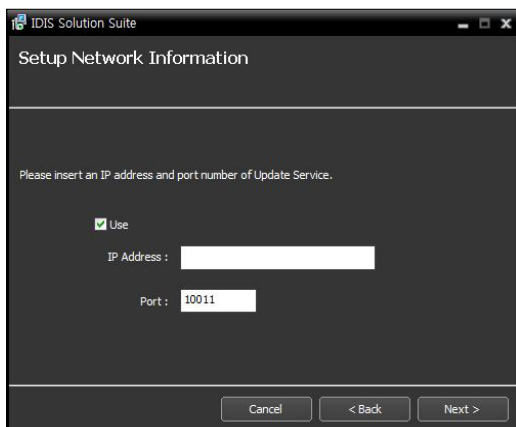 IDIS Solution Suite
Setup Network Information
Please insert an IP address and port number of Update Service.
Use
IP Address :
Port : 10011
Cancel < Back Next >